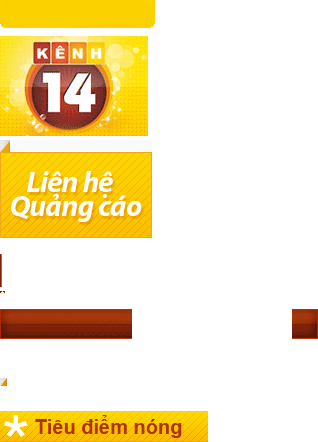 KÊNH
14
Liên hệ
Quảng cáo
Tiêu điểm nóng